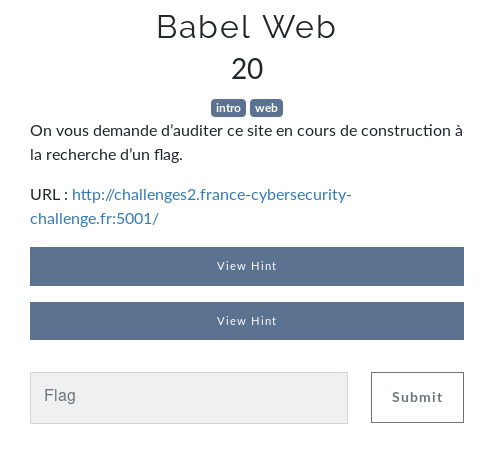 Babel Web
20
intro web
On vous demande d’auditer ce site en cours de construction à
la recherche d’un flag.
URL : http://challenges2.france-cybersecurity-
challenge.fr:5001/
View Hint
View Hint
Flag Submit